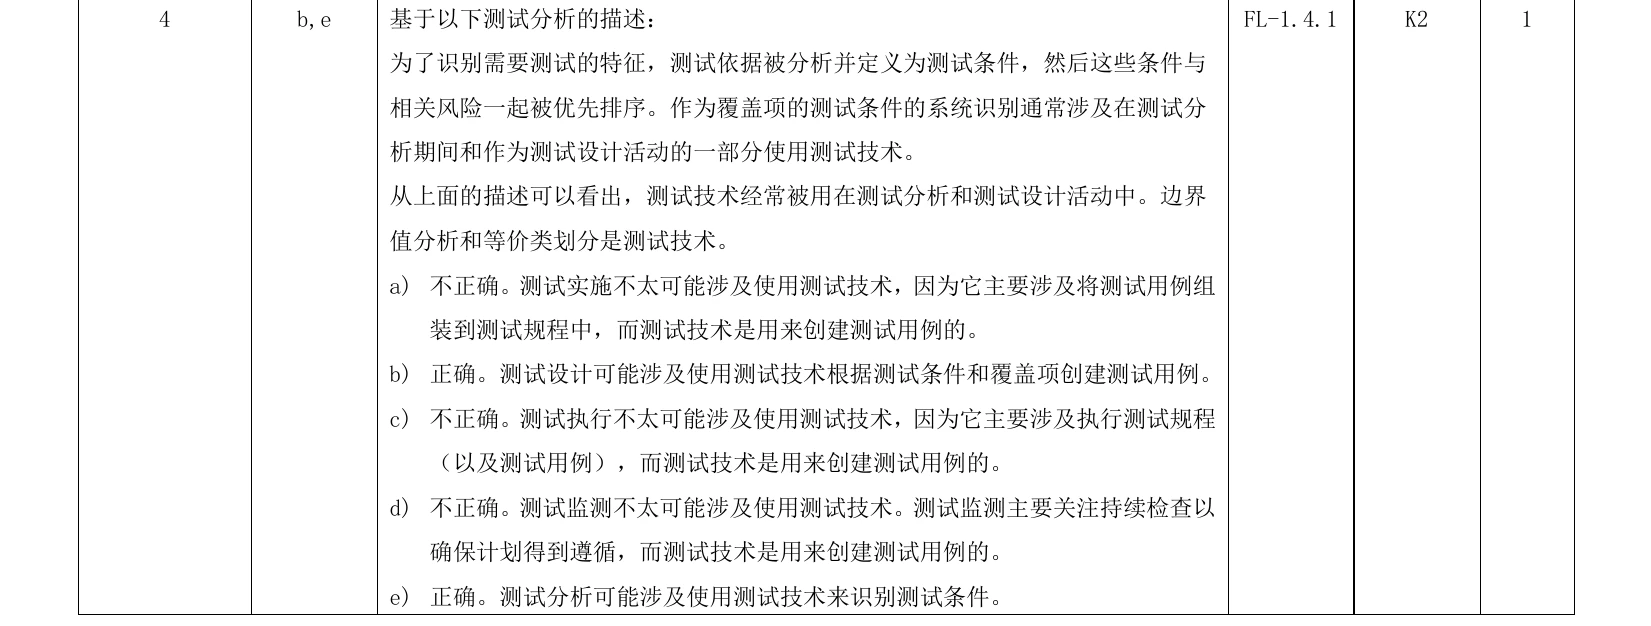 4 b,e 基于以下测试分析的描述： FL-1.4.1 K2 1
为了识别需要测试的特征，测试依据被分析并定义为测试条件，然后这些条件与
相关风险一起被优先排序。作为覆盖项的测试条件的系统识别通常涉及在测试分
析期间和作为测试设计活动的一部分使用测试技术。
从上面的描述可以看出，测试技术经常被用在测试分析和测试设计活动中。边界
值分析和等价类划分是测试技术。
a) 不正确。测试实施不太可能涉及使用测试技术，因为它主要涉及将测试用例组
装到测试规程中，而测试技术是用来创建测试用例的。
b) 正确。测试设计可能涉及使用测试技术根据测试条件和覆盖项创建测试用例。
c) 不正确。测试执行不太可能涉及使用测试技术，因为它主要涉及执行测试规程
（以及测试用例），而测试技术是用来创建测试用例的。
d) 不正确。测试监测不太可能涉及使用测试技术。测试监测主要关注持续检查以
确保计划得到遵循，而测试技术是用来创建测试用例的。
e) 正确。测试分析可能涉及使用测试技术来识别测试条件。